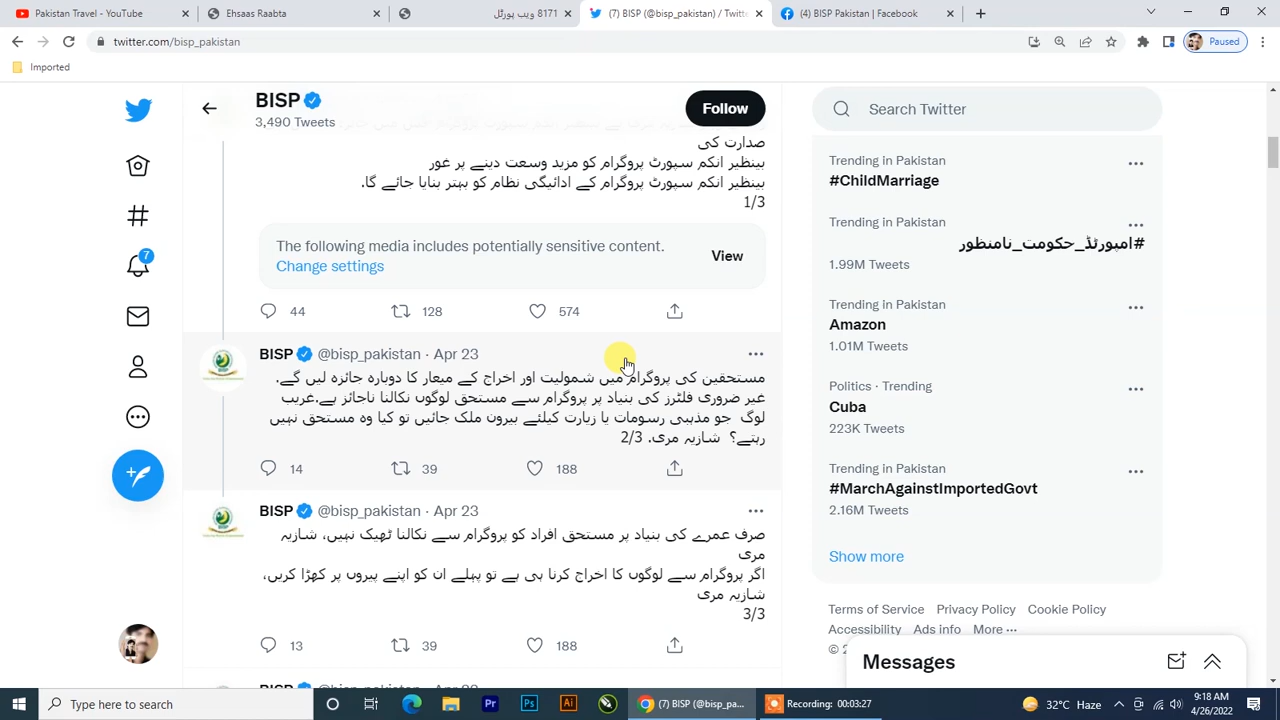 Pakistan Travel - YouTube
Ehsaas Raabta
8171 ویب پورٹل
(7) BISP (@bisp_pakistan) / Twitt
(4) BISP Pakistan | Facebook
twitter.com/bisp_pakistan
Paused
Imported
BISP
3,490 Tweets
Follow
صدارت کی
بینظیر انکم سپورٹ پروگرام کو مزید وسعت دینے پر غور
بینظیر انکم سپورٹ پروگرام کے ادائیگی نظام کو بہتر بنایا جائے گا.
1/3
The following media includes potentially sensitive content.
Change settings
View
44
128
574
BISP @bisp_pakistan · Apr 23
مستحقین کی پروگرام میں شمولیت اور اخراج کے میعار کا دوبارہ جائزہ لیں گے.
غیر ضروری فلٹرز کی بنیاد پر پروگرام سے مستحق لوگوں نکالنا ناجائز ہے.غریب
لوگ جو مذہبی رسومات یا زیارت کیلئے بیرون ملک جائیں تو کیا وہ مستحق نہیں
رہتے؟ شازیہ مری. 2/3
14
39
188
BISP @bisp_pakistan · Apr 23
صرف عمرے کی بنیاد پر مستحق افراد کو پروگرام سے نکالنا ٹھیک نہیں، شازیہ
مری
اگر پروگرام سے لوگوں کا اخراج کرنا ہی ہے تو پہلے ان کو اپنے پیروں پر کھڑا کریں،
شازیہ مری
3/3
13
39
188
Search Twitter
Trending in Pakistan
#ChildMarriage
Trending in Pakistan
#امپورٹڈ_حکومت_نامنظور
1.99M Tweets
Trending in Pakistan
Amazon
1.01M Tweets
Politics · Trending
Cuba
223K Tweets
Trending in Pakistan
#MarchAgainstImportedGovt
2.16M Tweets
Show more
Terms of Service Privacy Policy Cookie Policy
Accessibility Ads info More ···
Messages
7
Type here to search
(7) BISP (@bisp_pa...
Recording: 00:03:27
32°C Haze
9:18 AM
4/26/2022